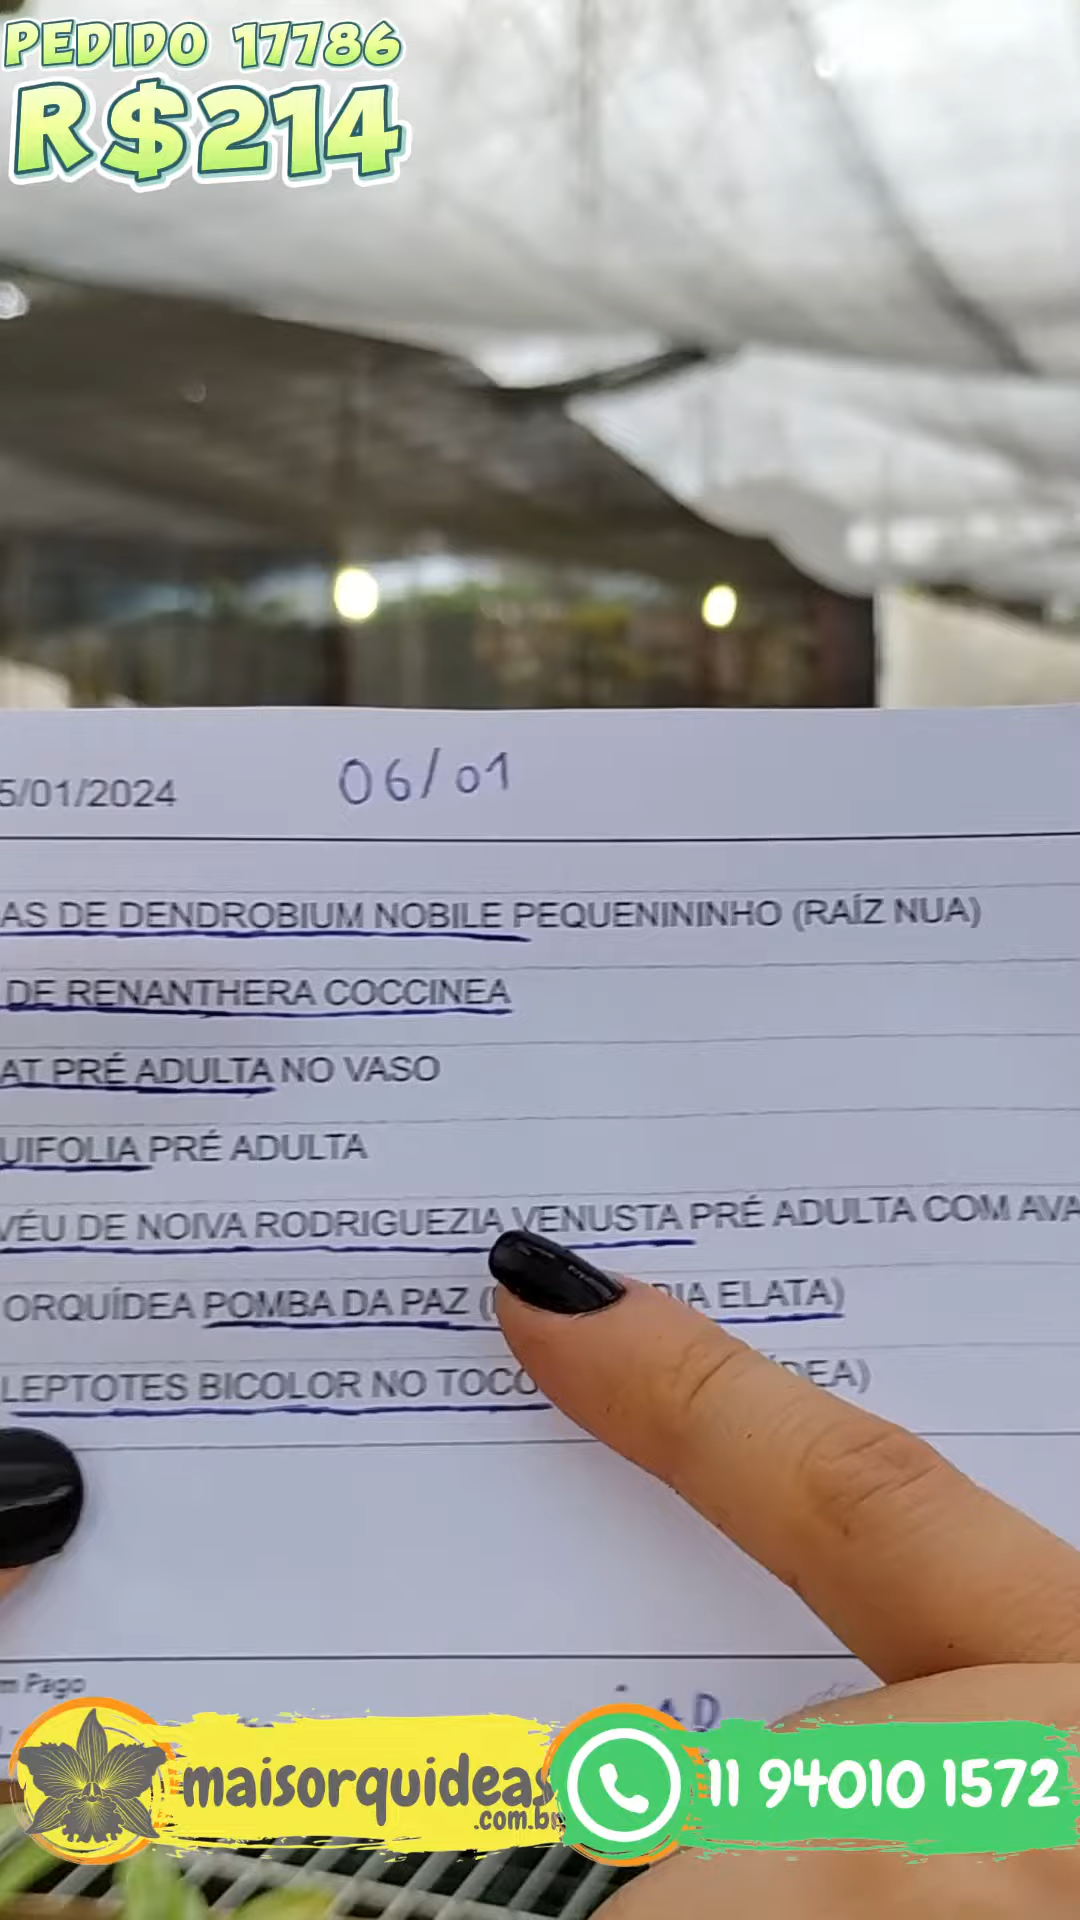 PEDIDO 17786
R$214
5/01/2024 06/01
AS DE DENDROBIUM NOBILE PEQUENININHO (RAÍZ NUA)
DE RENANTHERA COCCINEA
AT PRÉ ADULTA NO VASO
UIFOLIA PRÉ ADULTA
VÉU DE NOIVA RODRIGUEZIA VENUSTA PRÉ ADULTA COM AVA
ORQUÍDEA POMBA DA PAZ ( RIA ELATA)
LEPTOTES BICOLOR NO TOCO DEA)
m Pago
maisorquideas
.com.br
11 94010 1572